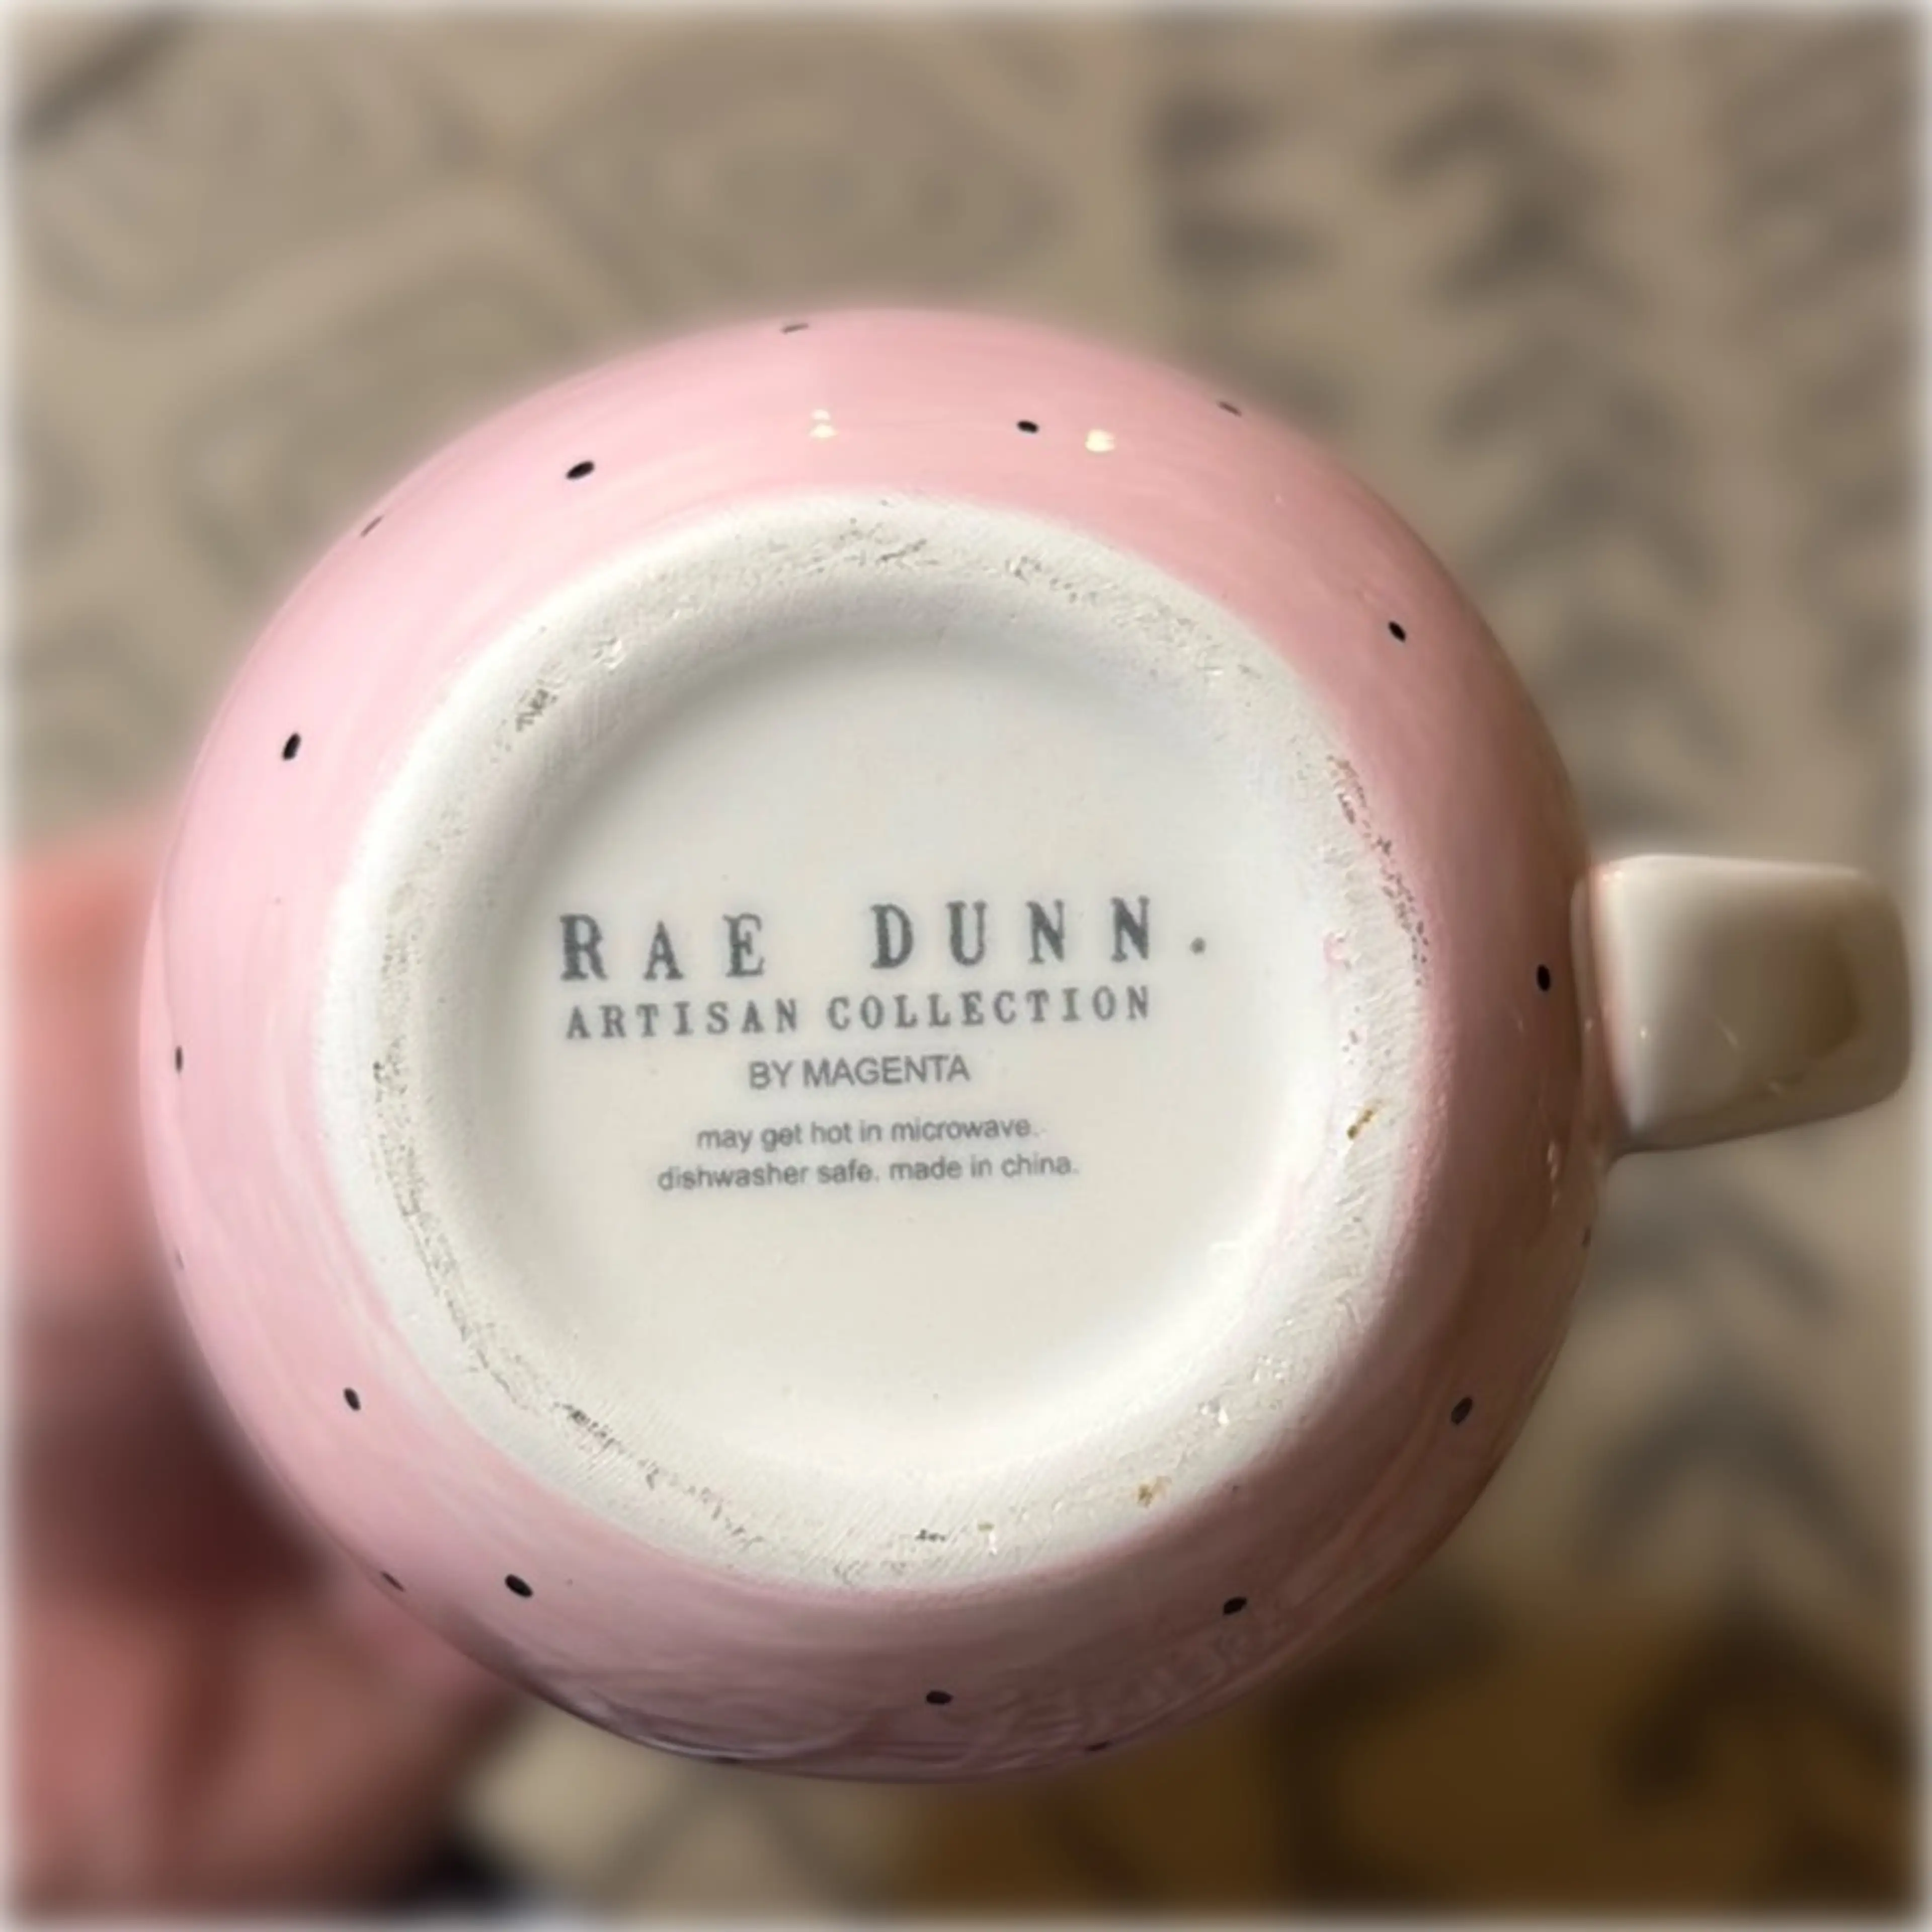 RAE DUNN.
ARTISAN COLLECTION
BY MAGENTA
may get hot in microwave.
dishwasher safe. made in china.